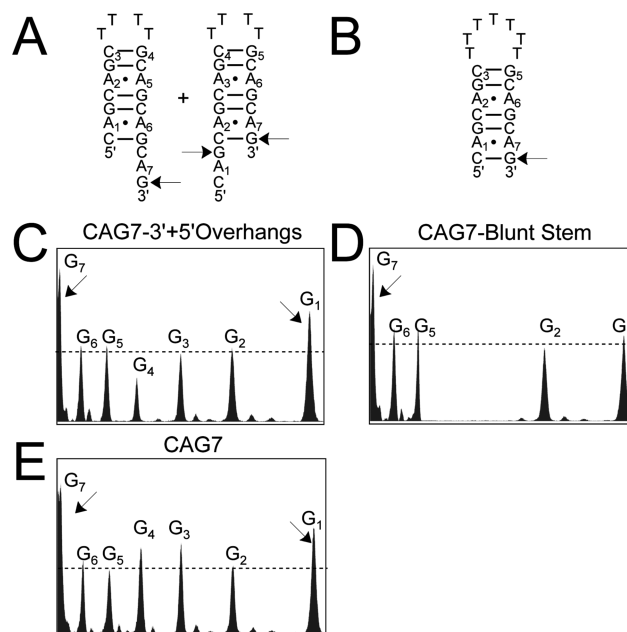 A
T T
T T
C3 G4
G C
A2 • A5
C G
G C
A1 • A6
C G
5' C
A7
G
3'
+
T T
T T
C4 G5
G C
A3 • A6
C G
G C
A2 • A7
C G
G 3'
A1
C
5'
B
T T T
T T
T T
C3 G5
G C
A2 • A6
C G
G C
A1 • A7
C G
5' 3'
C
CAG7-3'+5'Overhangs
G7
G6 G5 G4 G3 G2 G1
D
CAG7-Blunt Stem
G7
G6 G5 G2 G
E
CAG7
G7
G6 G5 G4 G3 G2 G1